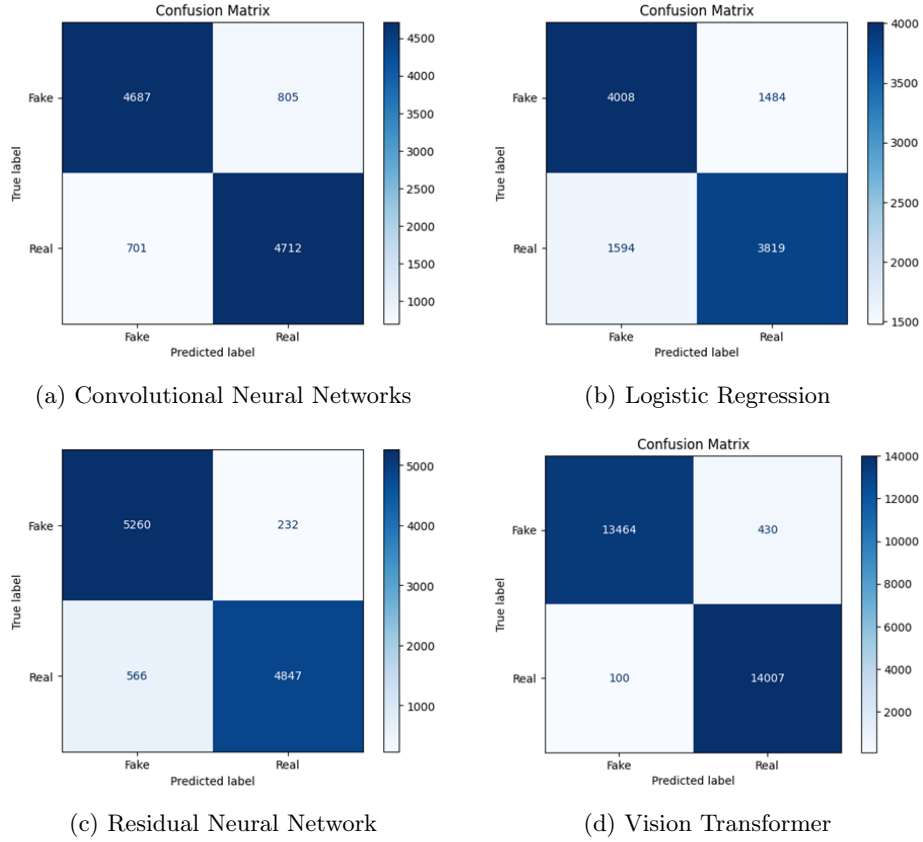 Confusion Matrix
Fake
4687
805
Real
701
4712
Fake
Real
True label
Predicted label
4500
4000
3500
3000
2500
2000
1500
1000
(a) Convolutional Neural Networks
Confusion Matrix
Fake
4008
1484
Real
1594
3819
Fake
Real
True label
Predicted label
4000
3500
3000
2500
2000
1500
(b) Logistic Regression
Fake
5260
232
Real
566
4847
Fake
Real
True label
Predicted label
5000
4000
3000
2000
1000
(c) Residual Neural Network
Confusion Matrix
Fake
13464
430
Real
100
14007
Fake
Real
True label
Predicted label
14000
12000
10000
8000
6000
4000
2000
(d) Vision Transformer